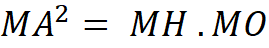 MA² = MH .MO